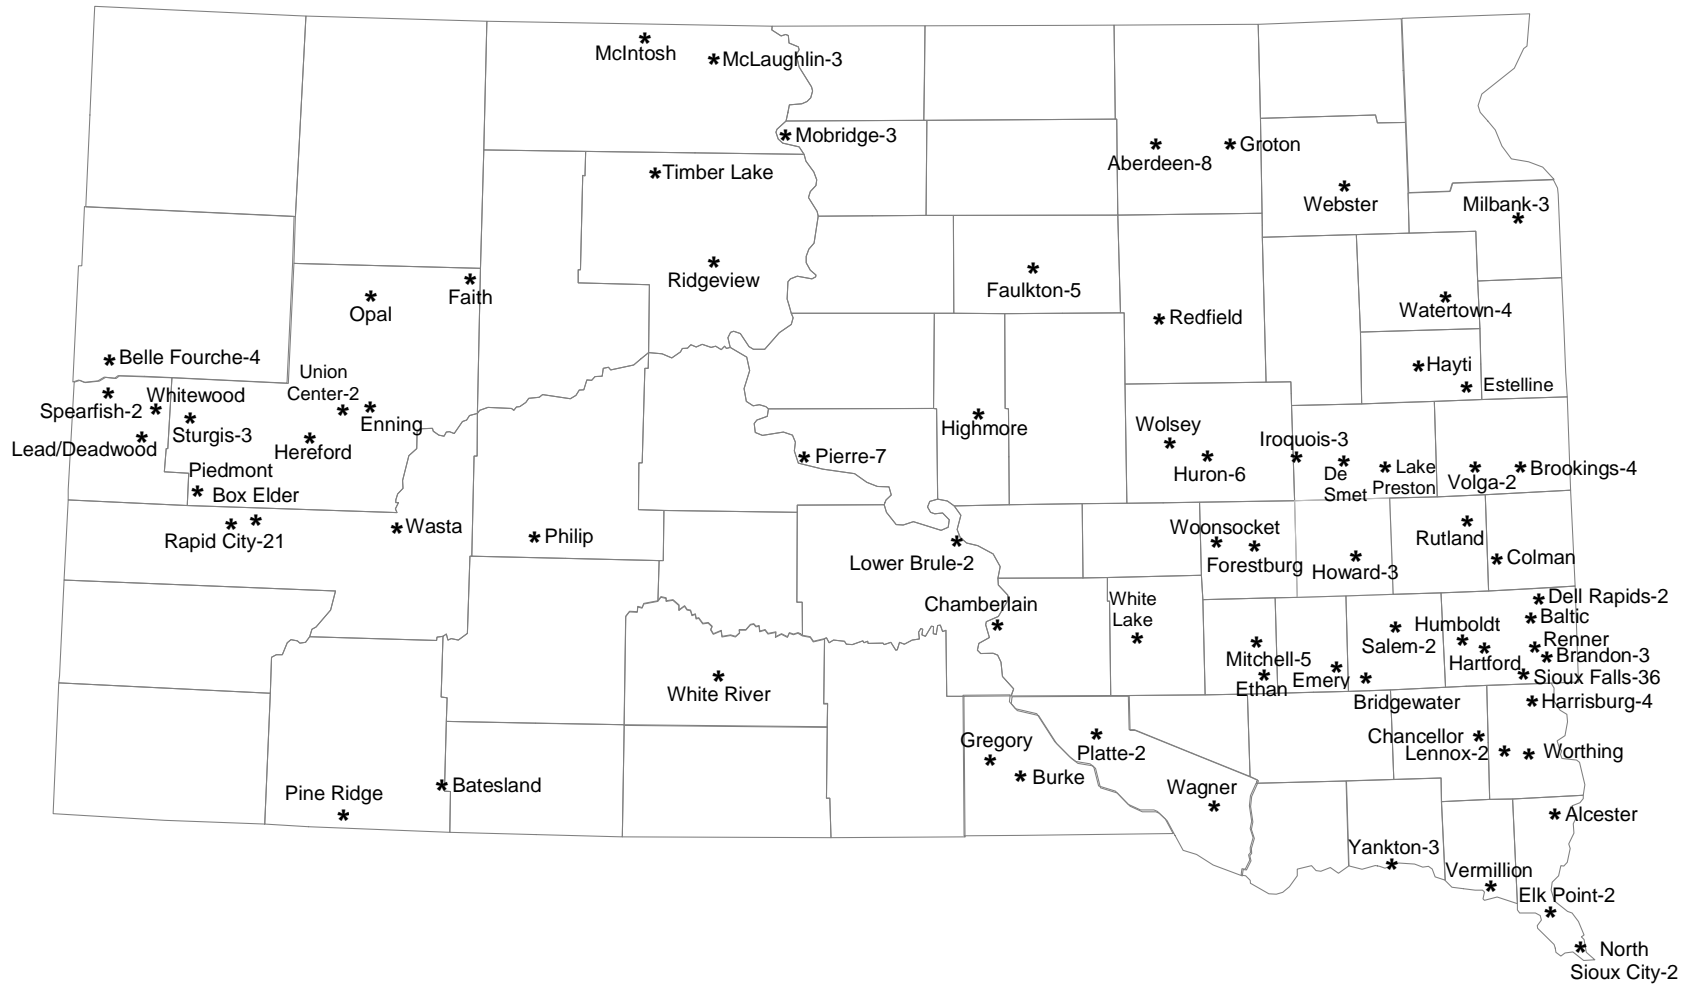 McIntosh
McLaughlin-3
Mobridge-3
Aberdeen-8
Groton
Timber Lake
Webster
Milbank-3
Ridgeview
Faulkton-5
Faith
Opal
Redfield
Watertown-4
Belle Fourche-4
Hayti
Estelline
Union
Center-2
Whitewood
Spearfish-2
Enning
Sturgis-3
Lead/Deadwood
Hereford
Highmore
Wolsey
Iroquois-3
Pierre-7
Huron-6
De
Smet
Lake
Preston
Volga-2
Brookings-4
Piedmont
Box Elder
Rapid City-21
Wasta
Philip
Lower Brule-2
Woonsocket
Forestburg
Howard-3
Rutland
Colman
Chamberlain
White
Lake
Dell Rapids-2
Baltic
Humboldt
Salem-2
Renner
Hartford
Brandon-3
Mitchell-5
Sioux Falls-36
Ethan
Emery
Bridgewater
Harrisburg-4
White River
Gregory
Platte-2
Chancellor
Lennox-2
Worthing
Burke
Wagner
Batesland
Pine Ridge
Alcester
Yankton-3
Vermillion
Elk Point-2
North
Sioux City-2